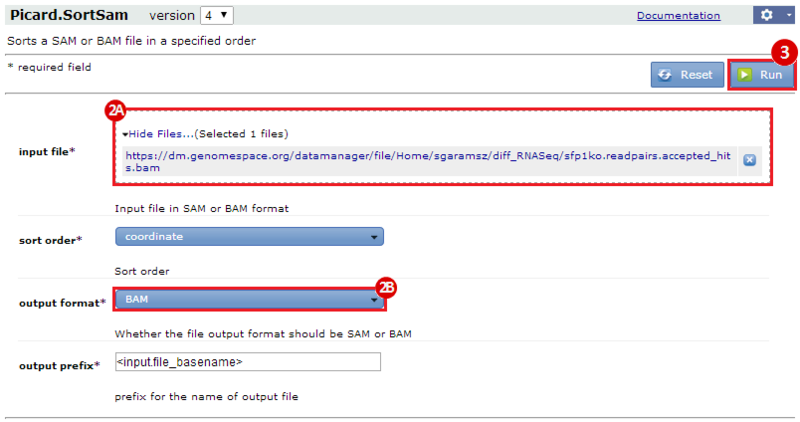 Picard.SortSam version 4 Documentation
Sorts a SAM or BAM file in a specified order
* required field
3
Reset Run
2A
Hide Files...(Selected 1 files)
input file*
https://dm.genomespace.org/datamanager/file/Home/sgaramsz/diff_RNASeq/sfp1ko.readpairs.accepted_hit
s.bam
Input file in SAM or BAM format
sort order* coordinate
Sort order
2B
output format* BAM
Whether the file output format should be SAM or BAM
output prefix* <input.file_basename>
prefix for the name of output file